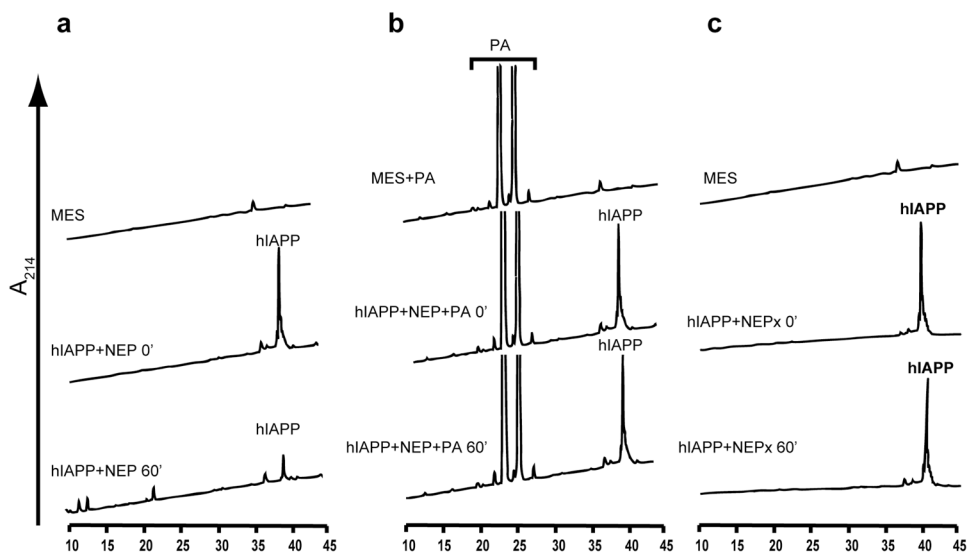 a
b
c
A214
PA
MES
hIAPP
hIAPP+NEP 0’
hIAPP
hIAPP+NEP 60’
10 15 20 25 30 35 40 45
MES+PA
hIAPP
hIAPP+NEP+PA 0’
hIAPP
hIAPP+NEP+PA 60’
10 15 20 25 30 35 40 45
MES
hIAPP
hIAPP+NEPx 0’
hIAPP
hIAPP+NEPx 60’
10 15 20 25 30 35 40 45